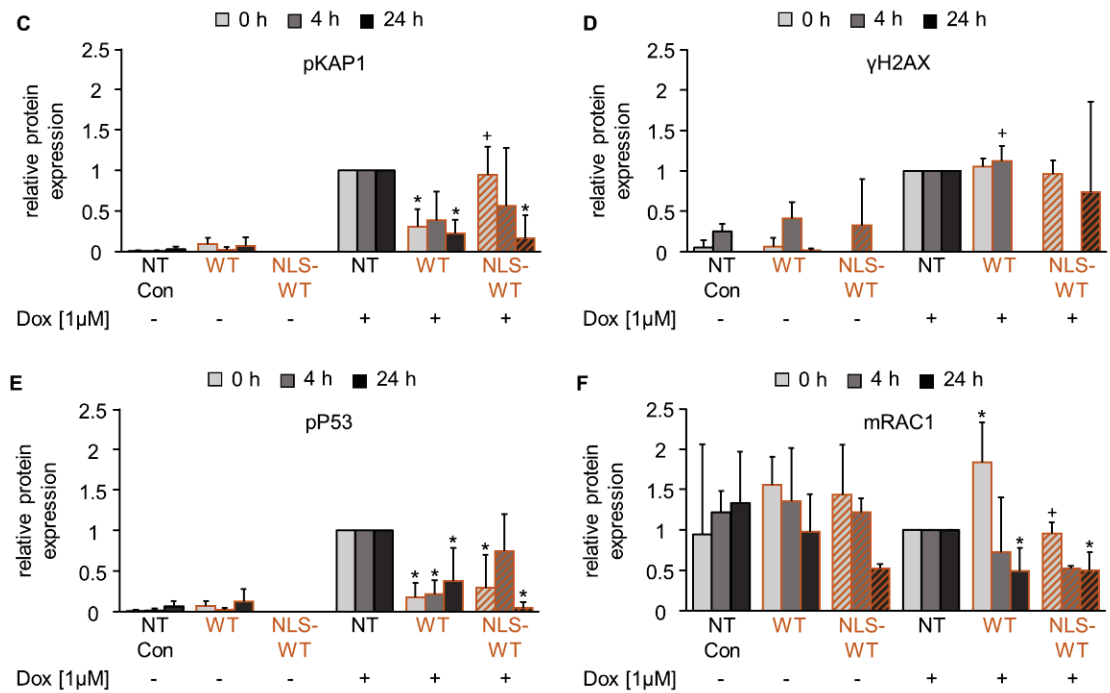 C
0 h 4 h 24 h
pKAP1
relative protein
expression
2.5
2
1.5
1
0.5
0
+
* * *
NT
Con
WT
NLS-
WT
NT
WT
NLS-
WT
Dox [1µM] - - - + + +
D
0 h 4 h 24 h
γH2AX
relative protein
expression
2.5
2
1.5
1
0.5
0
+
NT
Con
WT
NLS-
WT
NT
WT
NLS-
WT
Dox [1µM] - - - + + +
E
0 h 4 h 24 h
pP53
relative protein
expression
2.5
2
1.5
1
0.5
0
* * * * *
NT
Con
WT
NLS-
WT
NT
WT
NLS-
WT
Dox [1µM] - - - + + +
F
0 h 4 h 24 h
mRAC1
relative protein
expression
2.5
2
1.5
1
0.5
0
* * + *
NT
Con
WT
NLS-
WT
NT
WT
NLS-
WT
Dox [1µM] - - - + + +